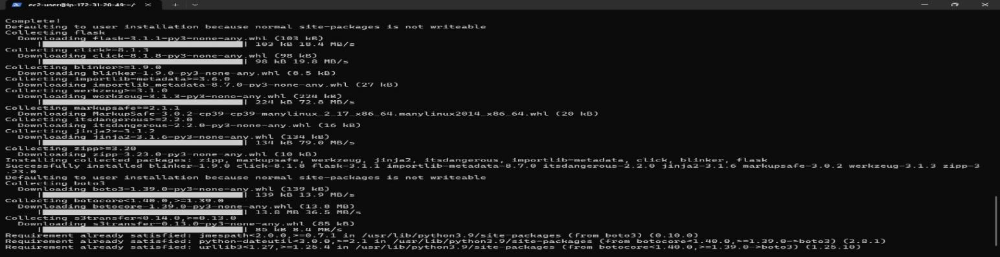 ec2-user@ip-172-31-20-49:~/
Complete!
Defaulting to user installation because normal site-packages is not writeable
Collecting flask
Downloading flask-3.1.1-py3-none-any.whl (103 kB)
|████████████████████████████████| 103 kB 18.4 MB/s
Collecting click>=8.1.3
Downloading click-8.1.8-py3-none-any.whl (98 kB)
|████████████████████████████████| 98 kB 19.8 MB/s
Collecting blinker>=1.9.0
Downloading blinker-1.9.0-py3-none-any.whl (8.5 kB)
Collecting importlib-metadata>=3.6.0
Downloading importlib_metadata-8.7.0-py3-none-any.whl (27 kB)
Collecting werkzeug>=3.1.0
Downloading werkzeug-3.1.3-py3-none-any.whl (224 kB)
|████████████████████████████████| 224 kB 72.8 MB/s
Collecting markupsafe>=2.1.1
Downloading MarkupSafe-3.0.2-cp39-cp39-manylinux_2_17_x86_64.manylinux2014_x86_64.whl (20 kB)
Collecting itsdangerous>=2.2.0
Downloading itsdangerous-2.2.0-py3-none-any.whl (16 kB)
Collecting jinja2>=3.1.2
Downloading jinja2-3.1.6-py3-none-any.whl (134 kB)
|████████████████████████████████| 134 kB 79.0 MB/s
Collecting zipp>=3.20
Downloading zipp-3.23.0-py3-none-any.whl (10 kB)
Installing collected packages: zipp, markupsafe, werkzeug, jinja2, itsdangerous, importlib-metadata, click, blinker, flask
Successfully installed blinker-1.9.0 click-8.1.8 flask-3.1.1 importlib-metadata-8.7.0 itsdangerous-2.2.0 jinja2-3.1.6 markupsafe-3.0.2 werkzeug-3.1.3 zipp-3
.23.0
Defaulting to user installation because normal site-packages is not writeable
Collecting boto3
Downloading boto3-1.39.0-py3-none-any.whl (139 kB)
|████████████████████████████████| 139 kB 13.9 MB/s
Collecting botocore<1.40.0,>=1.39.0
Downloading botocore-1.39.0-py3-none-any.whl (13.8 MB)
|████████████████████████████████| 13.8 MB 36.5 MB/s
Collecting s3transfer<0.14.0,>=0.13.0
Downloading s3transfer-0.13.0-py3-none-any.whl (85 kB)
|████████████████████████████████| 85 kB 8.4 MB/s
Requirement already satisfied: jmespath<2.0.0,>=0.7.1 in /usr/lib/python3.9/site-packages (from boto3) (0.10.0)
Requirement already satisfied: python-dateutil<3.0.0,>=2.1 in /usr/lib/python3.9/site-packages (from botocore<1.40.0,>=1.39.0->boto3) (2.8.1)
Requirement already satisfied: urllib3<1.27,>=1.25.4 in /usr/lib/python3.9/site-packages (from botocore<1.40.0,>=1.39.0->boto3) (1.25.10)